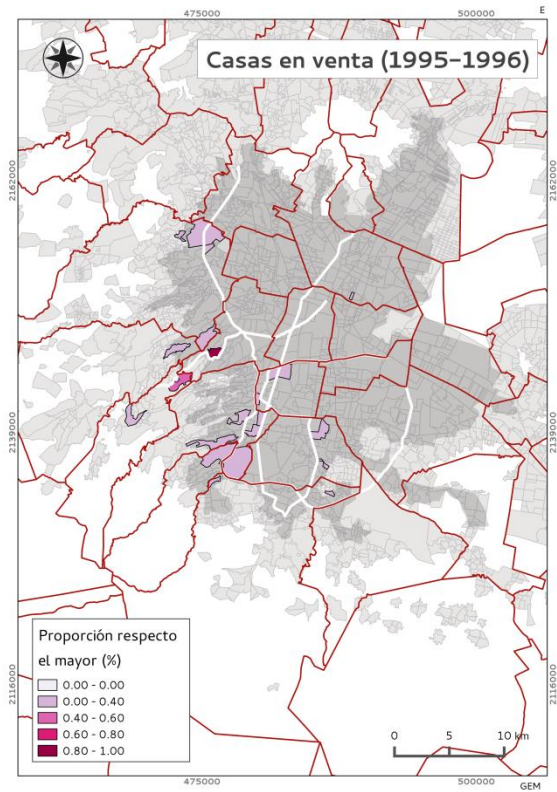 475000
500000
E
Casas en venta (1995–1996)
2162000
2162000
2139000
2139000
2116000
2116000
Proporción respecto
el mayor (%)
0.00 - 0.00
0.00 - 0.40
0.40 - 0.60
0.60 - 0.80
0.80 - 1.00
0 5 10 km
475000
500000
GEM